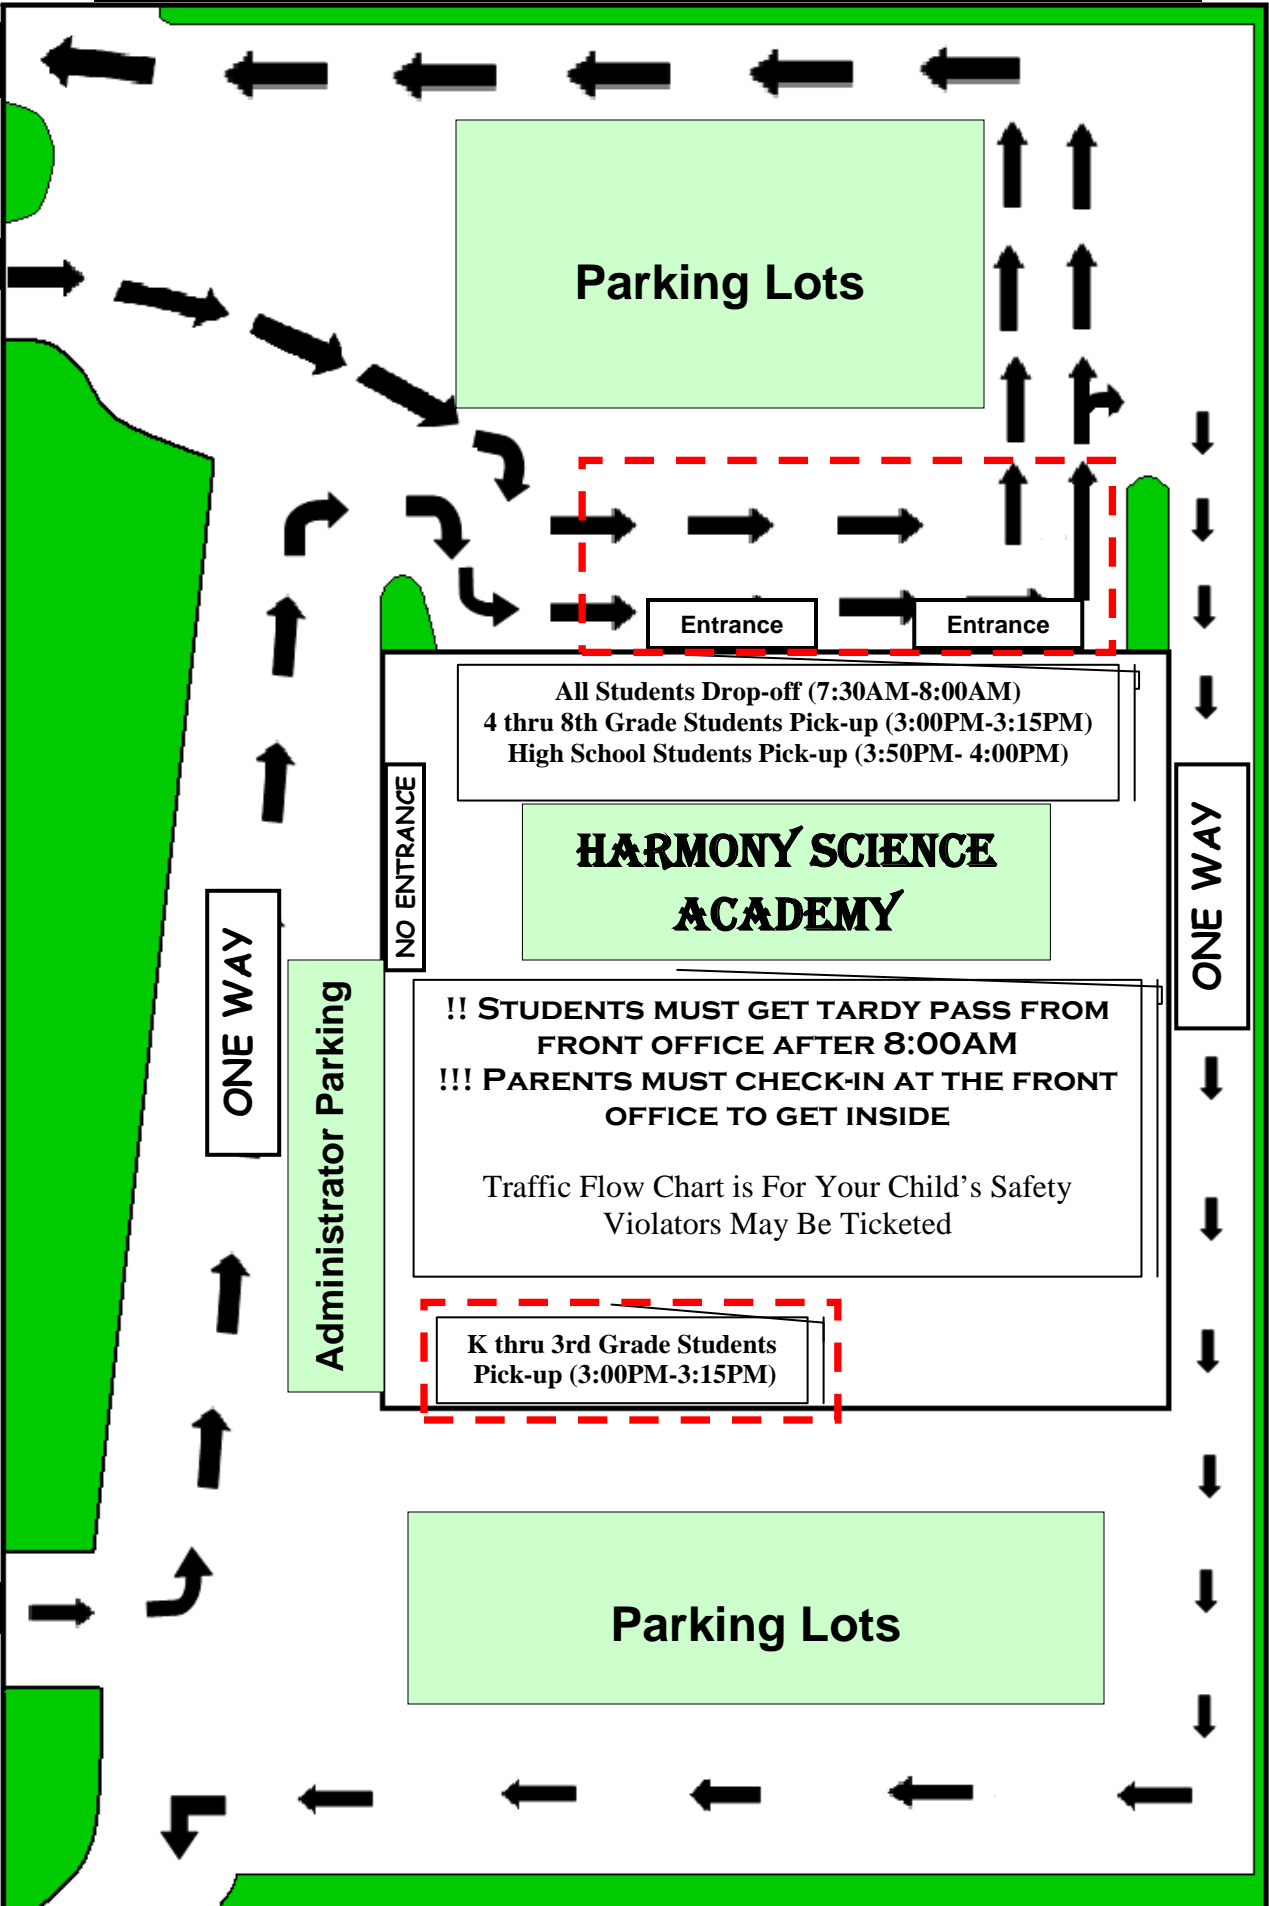 Parking Lots
Entrance
Entrance
All Students Drop-off (7:30AM-8:00AM)
4 thru 8th Grade Students Pick-up (3:00PM-3:15PM)
High School Students Pick-up (3:50PM- 4:00PM)
NO ENTRANCE
HARMONY SCIENCE
ACADEMY
ONE WAY
ONE WAY
Administrator Parking
!! STUDENTS MUST GET TARDY PASS FROM
FRONT OFFICE AFTER 8:00AM
!!! PARENTS MUST CHECK-IN AT THE FRONT
OFFICE TO GET INSIDE
Traffic Flow Chart is For Your Child’s Safety
Violators May Be Ticketed
K thru 3rd Grade Students
Pick-up (3:00PM-3:15PM)
Parking Lots